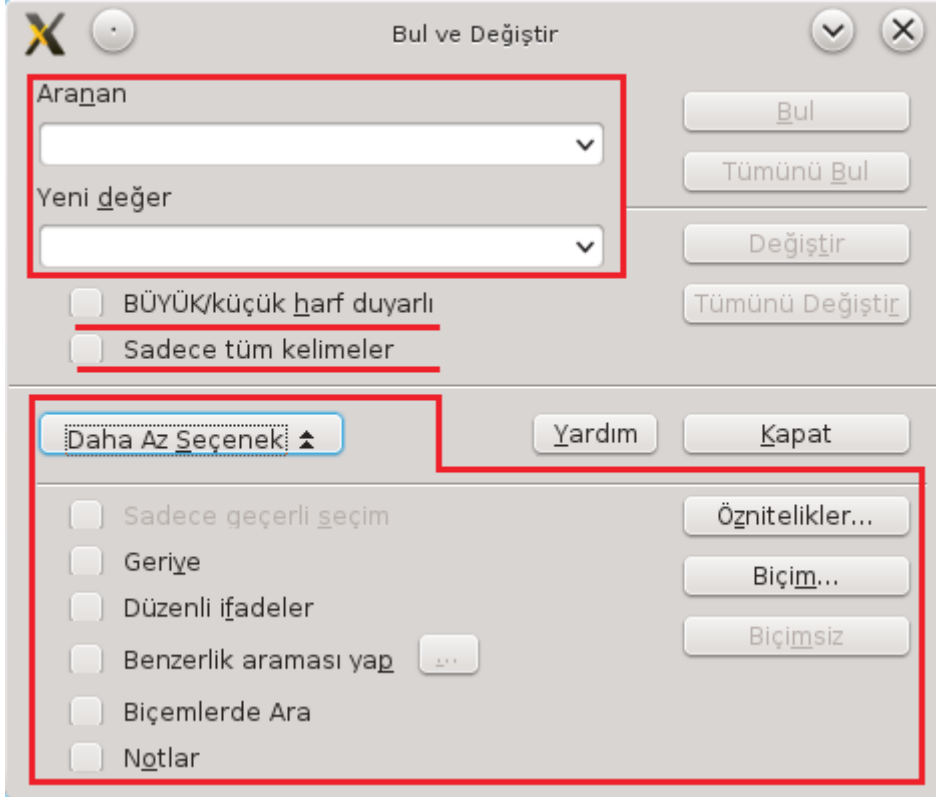 Bul ve Değiştir
Aranan
Bul
Tümünü Bul
Yeni değer
Değiştir
BÜYÜK/küçük harf duyarlı
Tümünü Değiştir
Sadece tüm kelimeler
Daha Az Seçenek
Yardım
Kapat
Sadece geçerli seçim
Öznitelikler...
Geriye
Biçim...
Düzenli ifadeler
Biçimsiz
Benzerlik araması yap
...
Biçemlerde Ara
Notlar